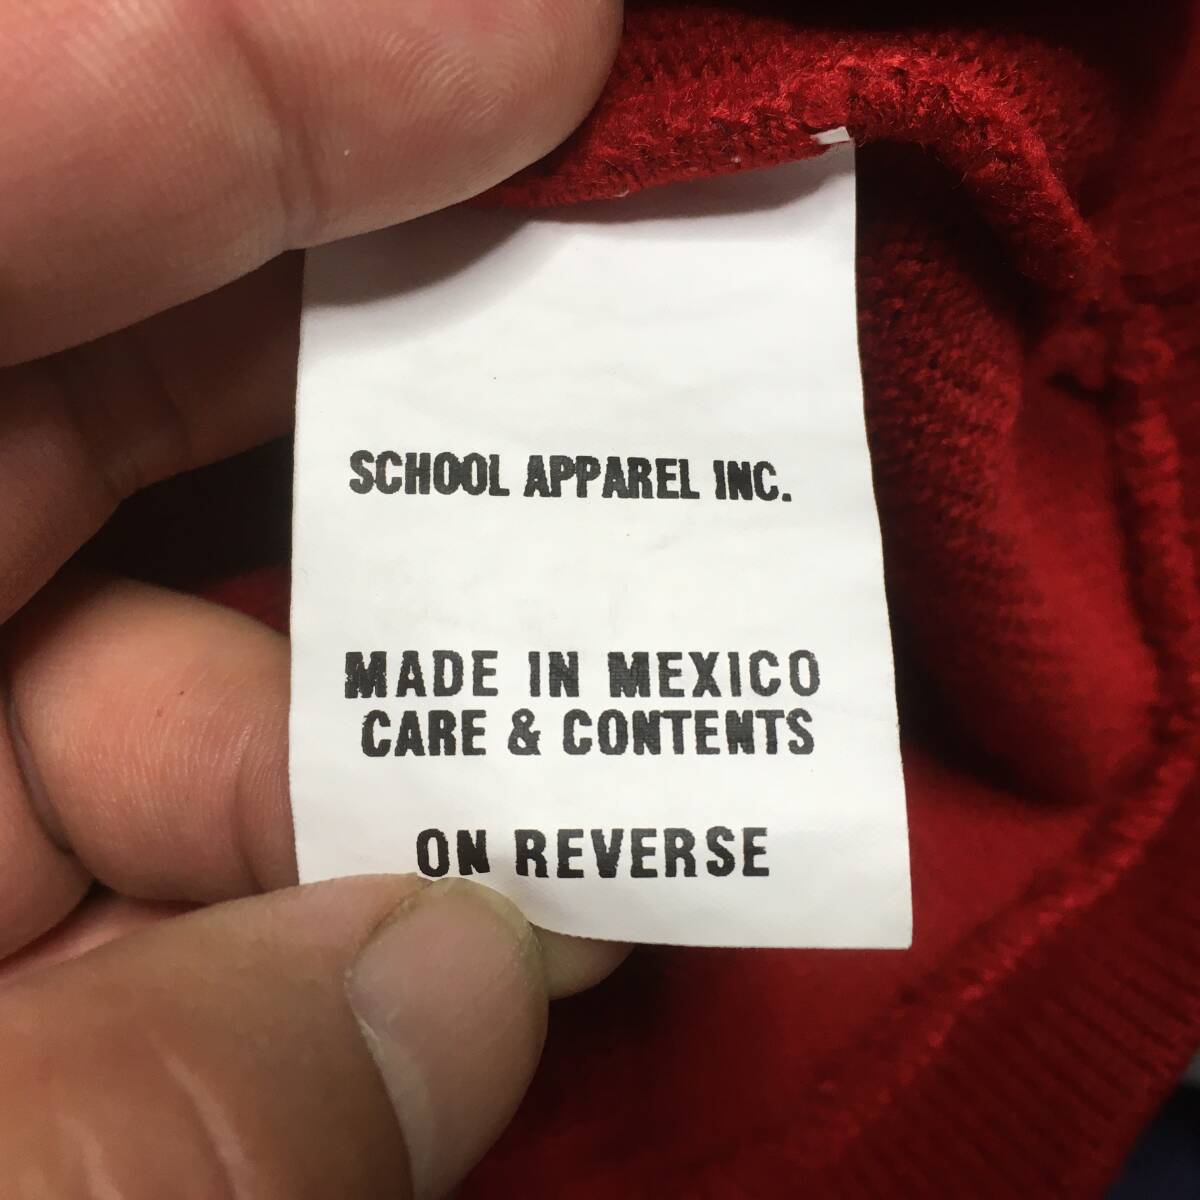 SCHOOL APPAREL INC.
MADE IN MEXICO
CARE & CONTENTS
ON REVERSE